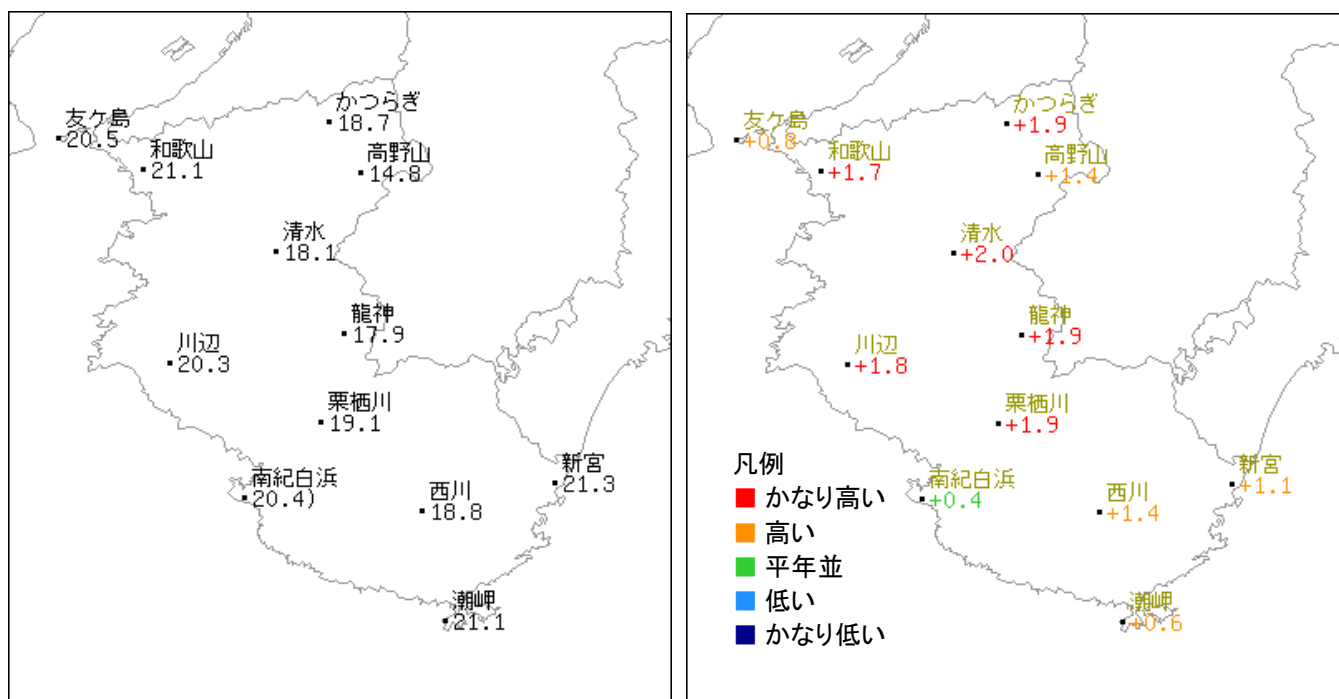 かつらぎ
18.7
友ケ島
20.5
和歌山
21.1
高野山
14.8
清水
18.1
龍神
17.9
川辺
20.3
栗栖川
19.1
南紀白浜
20.4)
西川
18.8
新宮
21.3
潮岬
21.1
かつらぎ
+1.9
友ケ島
+0.8
和歌山
+1.7
高野山
+1.4
清水
+2.0
龍神
+1.9
川辺
+1.8
栗栖川
+1.9
南紀白浜
+0.4
西川
+1.4
新宮
+1.1
潮岬
+0.6
凡例
かなり高い
高い
平年並
低い
かなり低い